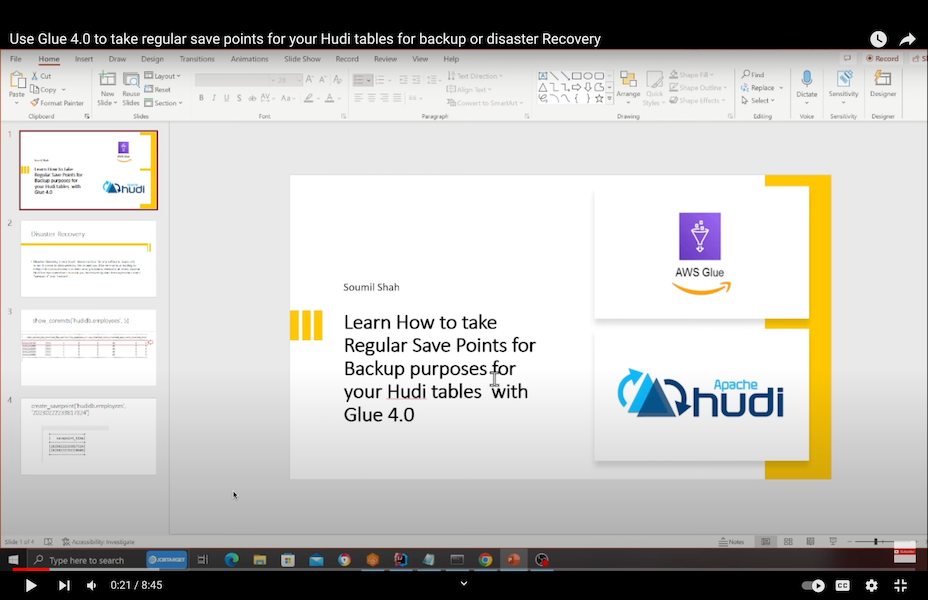 Use Glue 4.0 to take regular save points for your Hudi tables for backup or disaster Recovery
File Home Insert Draw Design Transitions Animations Slide Show Record Review View Help Record
Paste
Cut
Copy
Format Painter
New Slide
Reuse Slides
Layout
Reset
Section
Text Direction
Align Text
Convert to SmartArt
Arrange
Quick Styles
Shape Fill
Shape Outline
Shape Effects
Find
Replace
Select
Dictate
Sensitivity
Designer
Clipboard Slides Font Paragraph Drawing Editing Voice Sensitivity Designer
1
Soumil Shah
Learn How to take
Regular Save Points for
Backup purposes for
your Hudi tables with
Glue 4.0
AWS Glue
Apache
hudi
2
Disaster Recovery
3
show_commits('hudidb.employees', 5)
4
Soumil Shah
Learn How to take
Regular Save Points for
Backup purposes for
your Hudi tables with
Glue 4.0
AWS Glue
Apache
hudi
Slide 1 of 4 Accessibility: Investigate Notes
Type here to search JOBTARGET
0:21 / 8:45 CC